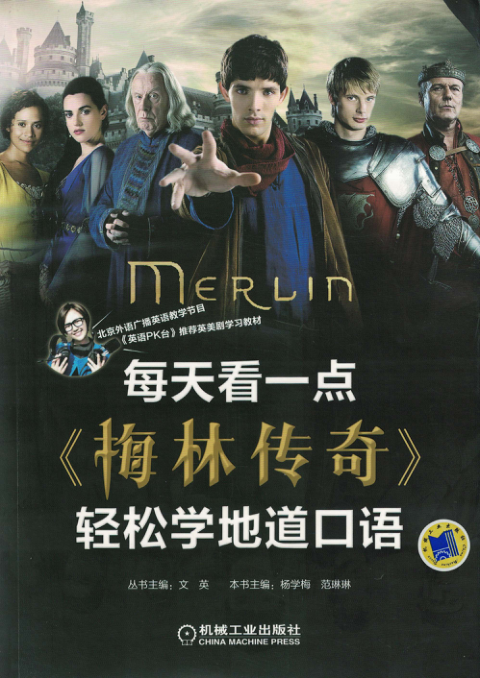 MERLIN
北京外语广播英语教学节目
《英语PK台》推荐英美剧学习教材
每天看一点
《梅林传奇》
轻松学地道口语
丛书主编:文 英 本书主编:杨学梅 范琳琳
机械工业出版社
CHINA MACHINE PRESS